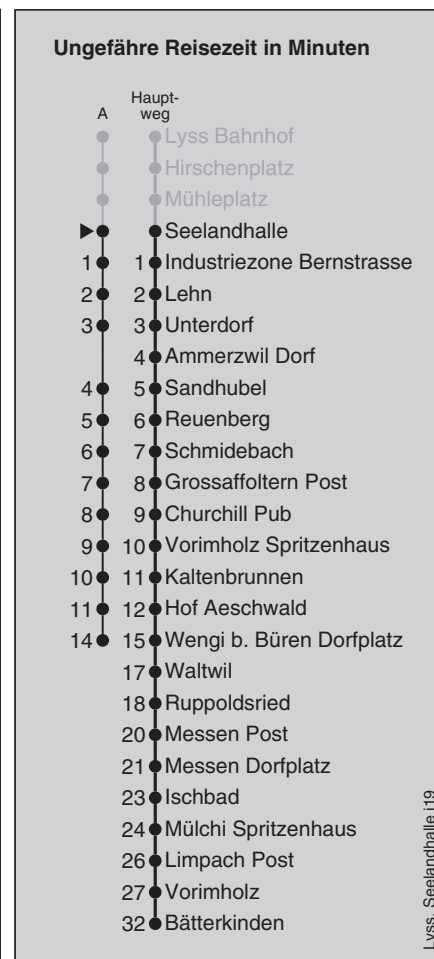 Ungefähre Reisezeit in Minuten
A Haupt-
weg
Lyss Bahnhof
Hirschenplatz
Mühleplatz
Seelandhalle
1 1 Industriezone Bernstrasse
2 2 Lehn
3 3 Unterdorf
4 Ammerzwil Dorf
4 5 Sandhubel
5 6 Reuenberg
6 7 Schmidebach
7 8 Grossaffoltern Post
8 9 Churchill Pub
9 10 Vorimholz Spritzenhaus
10 11 Kaltenbrunnen
11 12 Hof Aeschwald
14 15 Wengi b. Büren Dorfplatz
17 Waltwil
18 Ruppoldsried
20 Messen Post
21 Messen Dorfplatz
23 Ischbad
24 Mülchi Spritzenhaus
26 Limpach Post
27 Vorimholz
32 Bätterkinden
Lyss, Seelandhalle j19